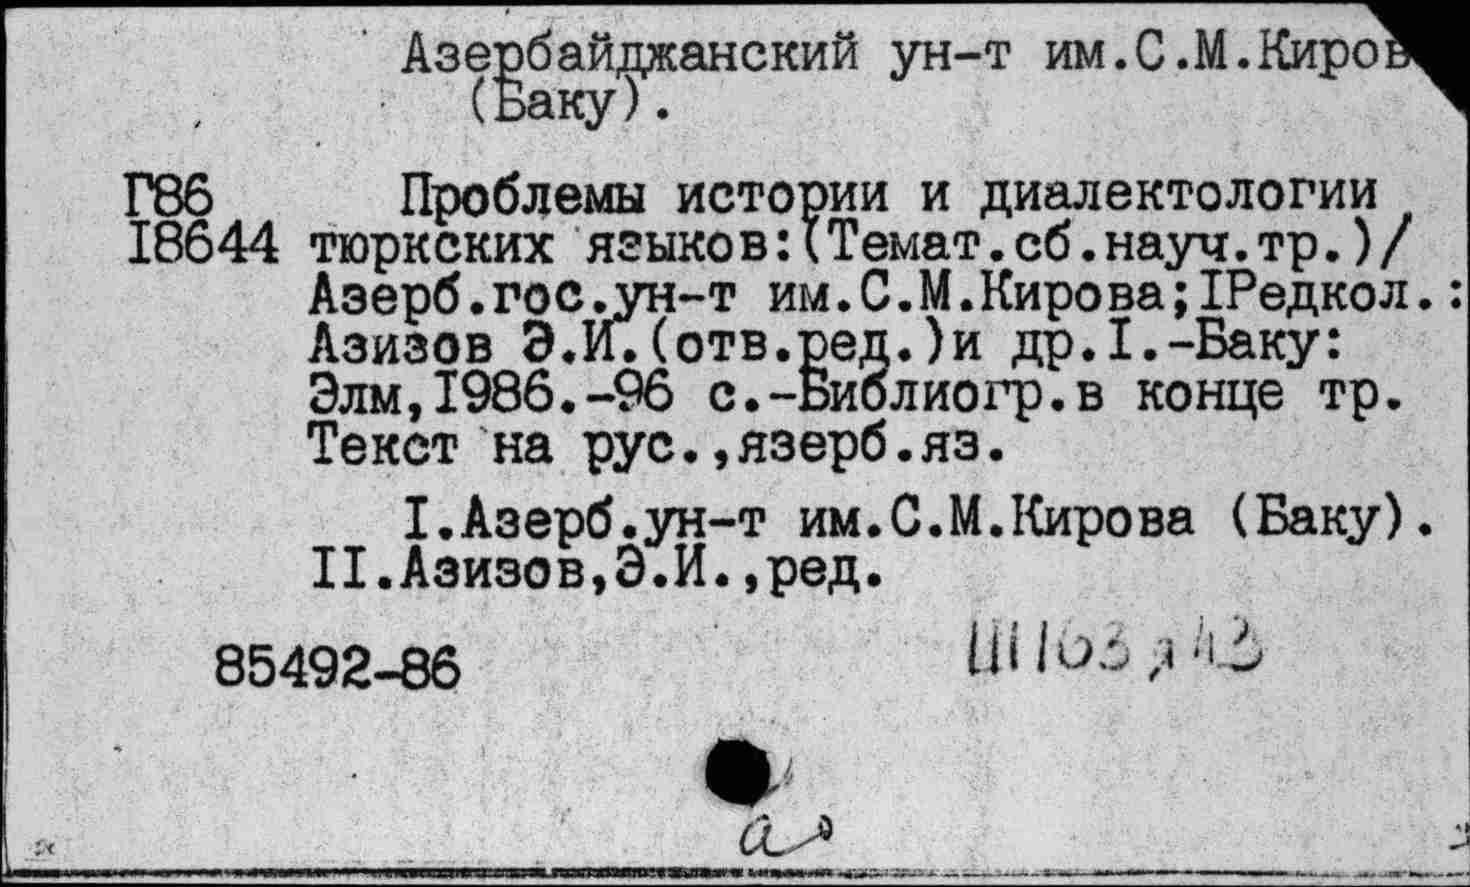 Азербайджанский ун-т им.С.М.Киров
(Баку).
Г86 Проблемы истории и диалектологии
18644 тюркских языков:(Темат.сб.науч.тр.)/
Азерб.гос.ун-т им.С.М.Кирова;IРедкол.:
Азизов Э.И.(отв.ред.)и др.I.-Баку:
Элм,1986.-96 с.-Библиогр.в конце тр.
Текст на рус.,язерб.яз.
I.Азерб.ун-т им.С.М.Кирова (Баку).
II.Азизов,Э.И.,ред.
85492-86